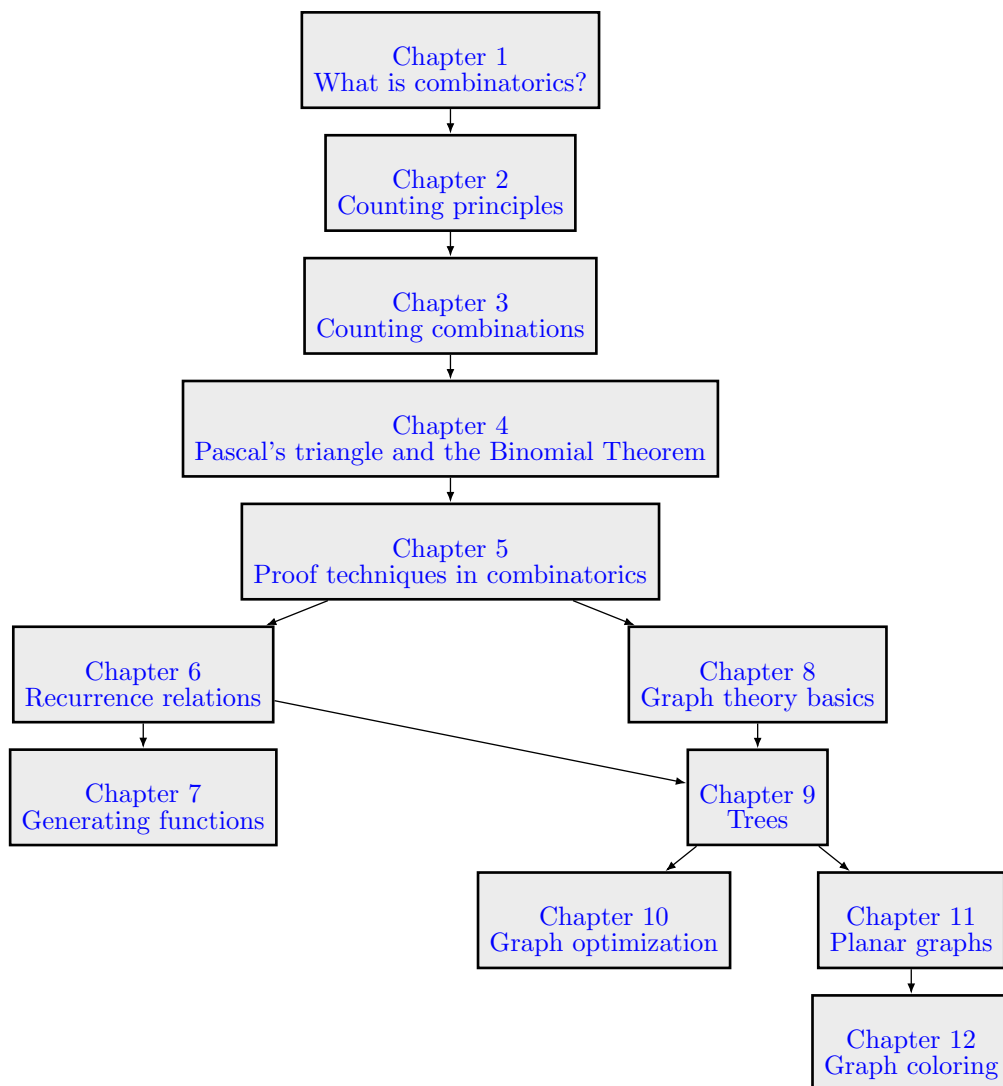 Chapter 1
What is combinatorics?
Chapter 2
Counting principles
Chapter 3
Counting combinations
Chapter 4
Pascal's triangle and the Binomial Theorem
Chapter 5
Proof techniques in combinatorics
Chapter 6
Recurrence relations
Chapter 8
Graph theory basics
Chapter 7
Generating functions
Chapter 9
Trees
Chapter 10
Graph optimization
Chapter 11
Planar graphs
Chapter 12
Graph coloring